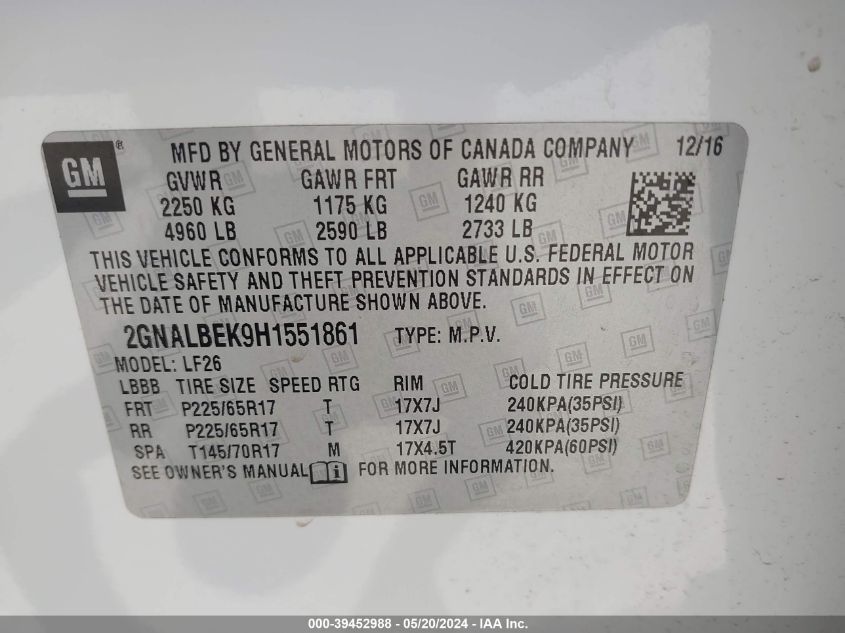 GM ® MFD BY GENERAL MOTORS OF CANADA COMPANY 12/16
GVWR GAWR FRT GAWR RR
2250 KG 1175 KG 1240 KG
4960 LB 2590 LB 2733 LB
THIS VEHICLE CONFORMS TO ALL APPLICABLE U.S. FEDERAL MOTOR
VEHICLE SAFETY AND THEFT PREVENTION STANDARDS IN EFFECT ON
THE DATE OF MANUFACTURE SHOWN ABOVE.
2GNALBEK9H1551861 TYPE: M.P.V.
MODEL: LF26
LBBB TIRE SIZE SPEED RTG RIM COLD TIRE PRESSURE
FRT P225/65R17 T 17X7J 240KPA(35PSI)
RR P225/65R17 T 17X7J 240KPA(35PSI)
SPA T145/70R17 M 17X4.5T 420KPA(60PSI)
SEE OWNER'S MANUAL i FOR MORE INFORMATION.
000-39452988 - 05/20/2024 - IAA Inc.